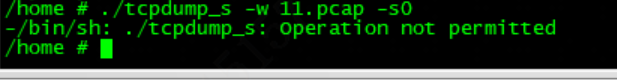 /home # ./tcpdump_s -w 11.pcap -s0
-/bin/sh: ./tcpdump_s: Operation not permitted
/home #